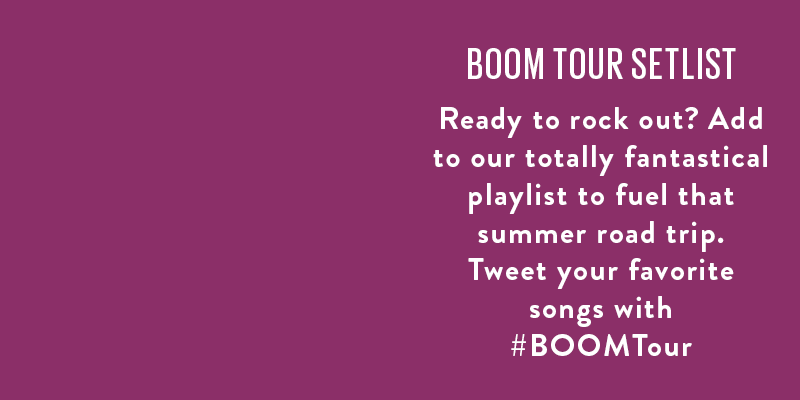 BOOM TOUR SETLIST
Ready to rock out? Add
to our totally fantastical
playlist to fuel that
summer road trip.
Tweet your favorite
songs with
#BOOMTour